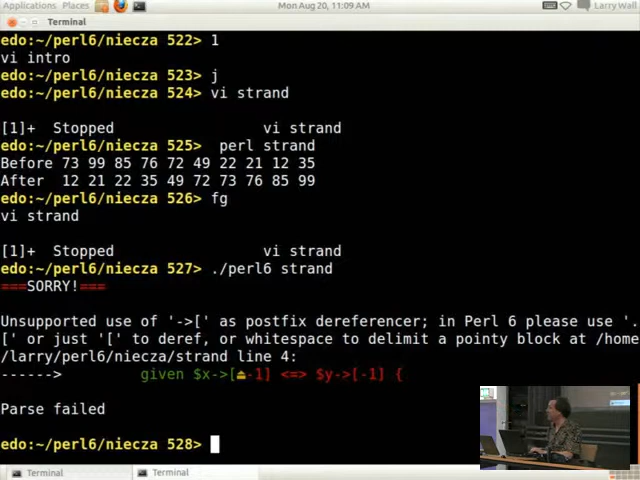 Applications Places Mon Aug 20, 11:09 AM Larry Wall
Terminal
edo:~/perl6/niecza 522> 1
vi intro
edo:~/perl6/niecza 523> j
edo:~/perl6/niecza 524> vi strand
[1]+  Stopped                 vi strand
edo:~/perl6/niecza 525>  perl strand
Before 73 99 85 76 72 49 22 21 12 35
After  12 21 22 35 49 72 73 76 85 99
edo:~/perl6/niecza 526> fg
vi strand
[1]+  Stopped                 vi strand
edo:~/perl6/niecza 527> ./perl6 strand
===SORRY!===
Unsupported use of '->[' as postfix dereferencer; in Perl 6 please use '.
[' or just '[' to deref, or whitespace to delimit a pointy block at /home
/larry/perl6/niecza/strand line 4:
------>         given $x->[⏏-1] <=> $y->[-1] {
Parse failed
edo:~/perl6/niecza 528>
Terminal Terminal